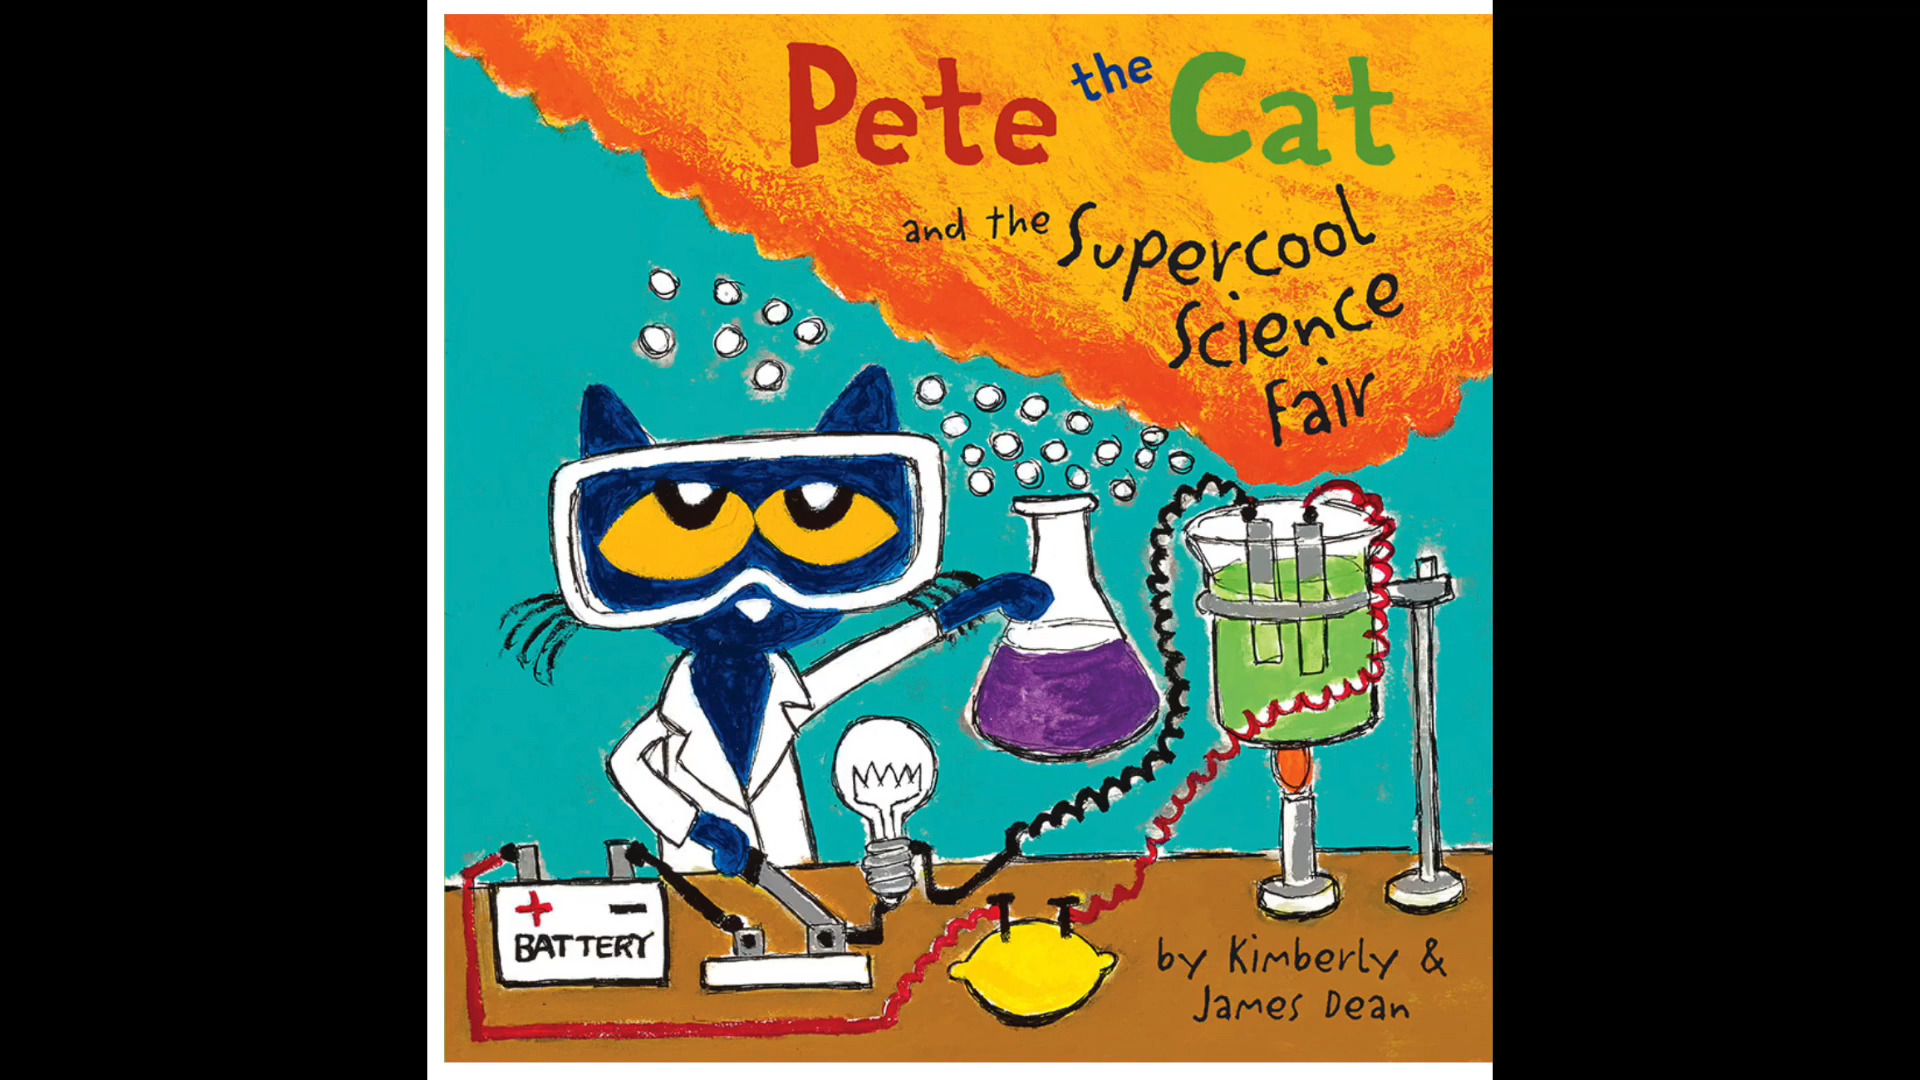 Pete the Cat
and the Supercool
Science
Fair
+ -
BATTERY
by Kimberly &
James Dean